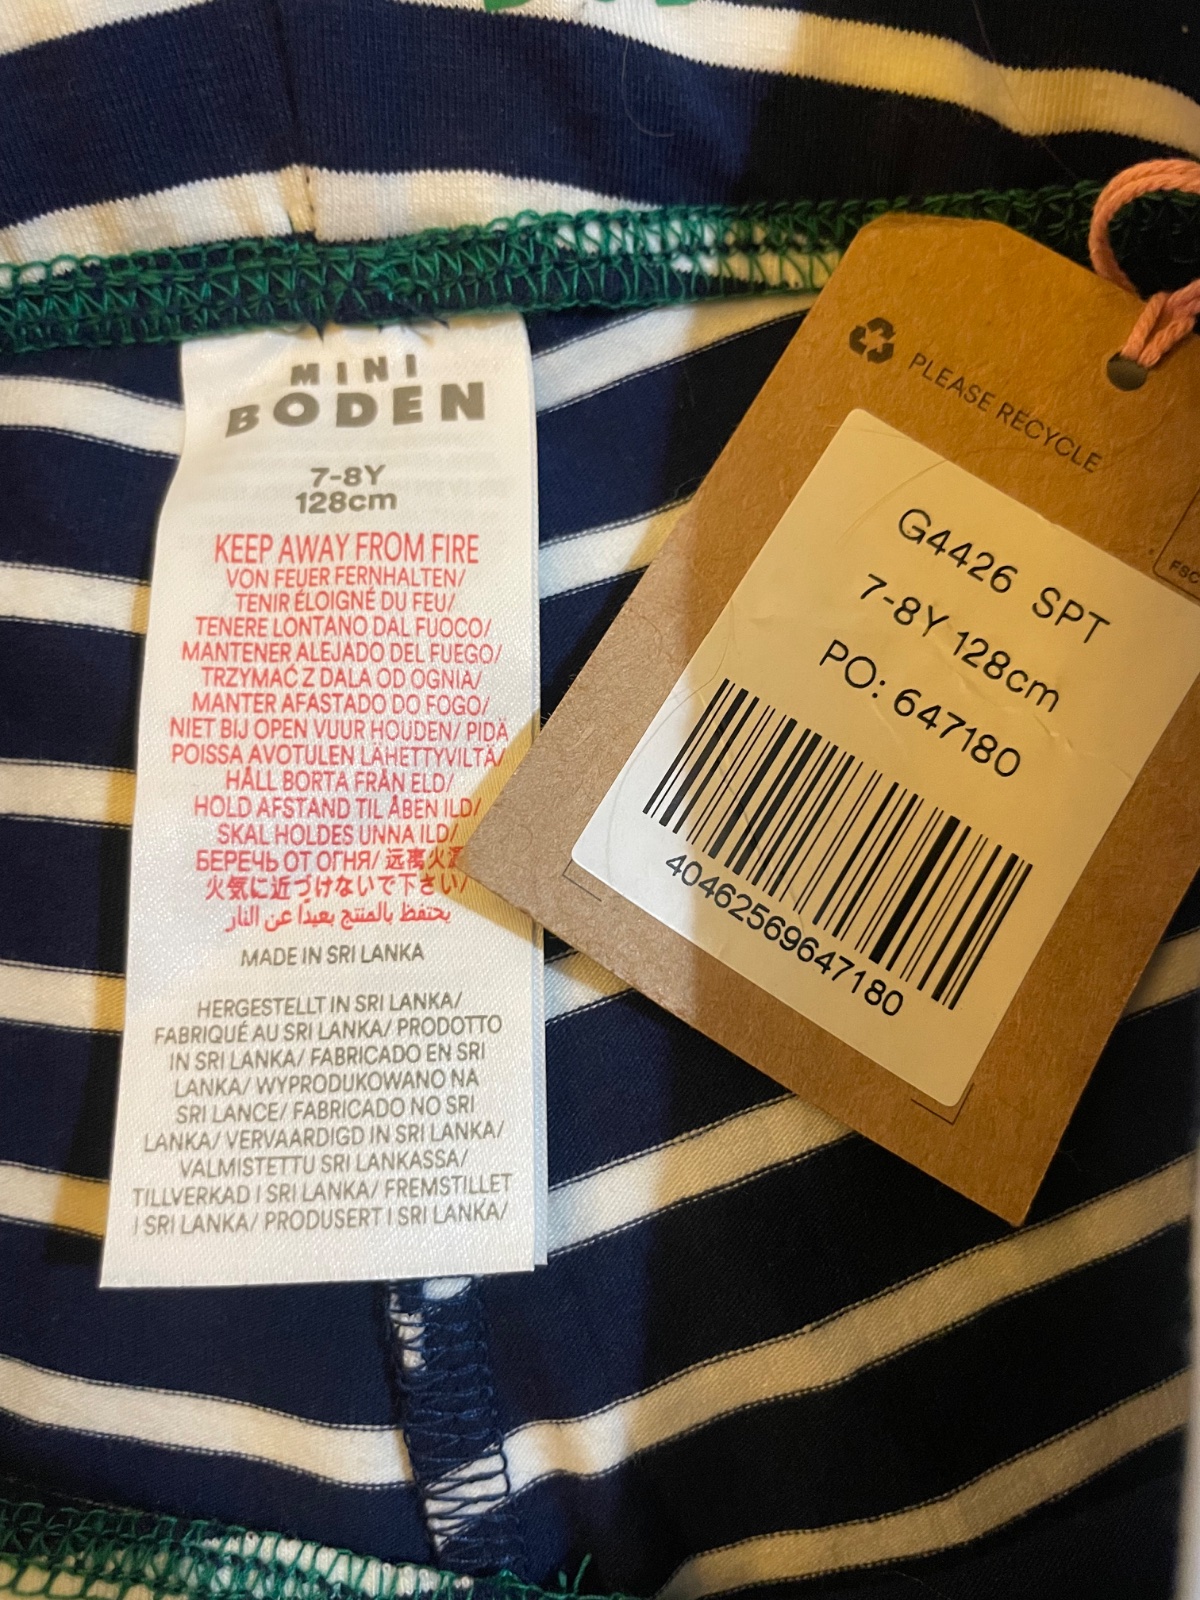 MINI
BODEN
7-8Y
128cm
KEEP AWAY FROM FIRE
VON FEUER FERNHALTEN/
TENIR ÉLOIGNÉ DU FEU/
TENERE LONTANO DAL FUOCO/
MANTENER ALEJADO DEL FUEGO/
TRZYMAĆ Z DALA OD OGNIA/
MANTER AFASTADO DO FOGO/
NIET BIJ OPEN VUUR HOUDEN/ PIDÄ
POISSA AVOTULEN LÄHETTYVILTÄ/
HÅLL BORTA FRÅN ELD/
HOLD AFSTAND TIL ÅBEN ILD/
SKAL HOLDES UNNA ILD/
БЕРЕЧЬ ОТ ОГНЯ/ 远离火
火気に近づけないで下さい/
يحتفظ بالمنتج بعيدا عن النار
MADE IN SRI LANKA
HERGESTELLT IN SRI LANKA/
FABRIQUÉ AU SRI LANKA/ PRODOTTO
IN SRI LANKA/ FABRICADO EN SRI
LANKA/ WYPRODUKOWANO NA
SRI LANCE/ FABRICADO NO SRI
LANKA/ VERVAARDIGD IN SRI LANKA/
VALMISTETTU SRI LANKASSA/
TILLVERKAD I SRI LANKA/ FREMSTILLET
I SRI LANKA/ PRODUSERT I SRI LANKA/
PLEASE RECYCLE
G4426 SPT
7-8Y 128cm
PO: 647180
4046256964718​0
FSC